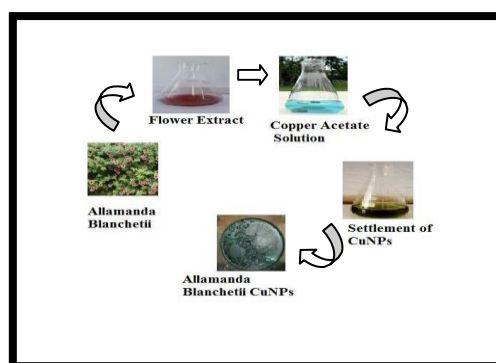 Flower Extract
Copper Acetate
Solution
Allamanda
Blanchetii
Settlement of
CuNPs
Allamanda
Blanchetii CuNPs